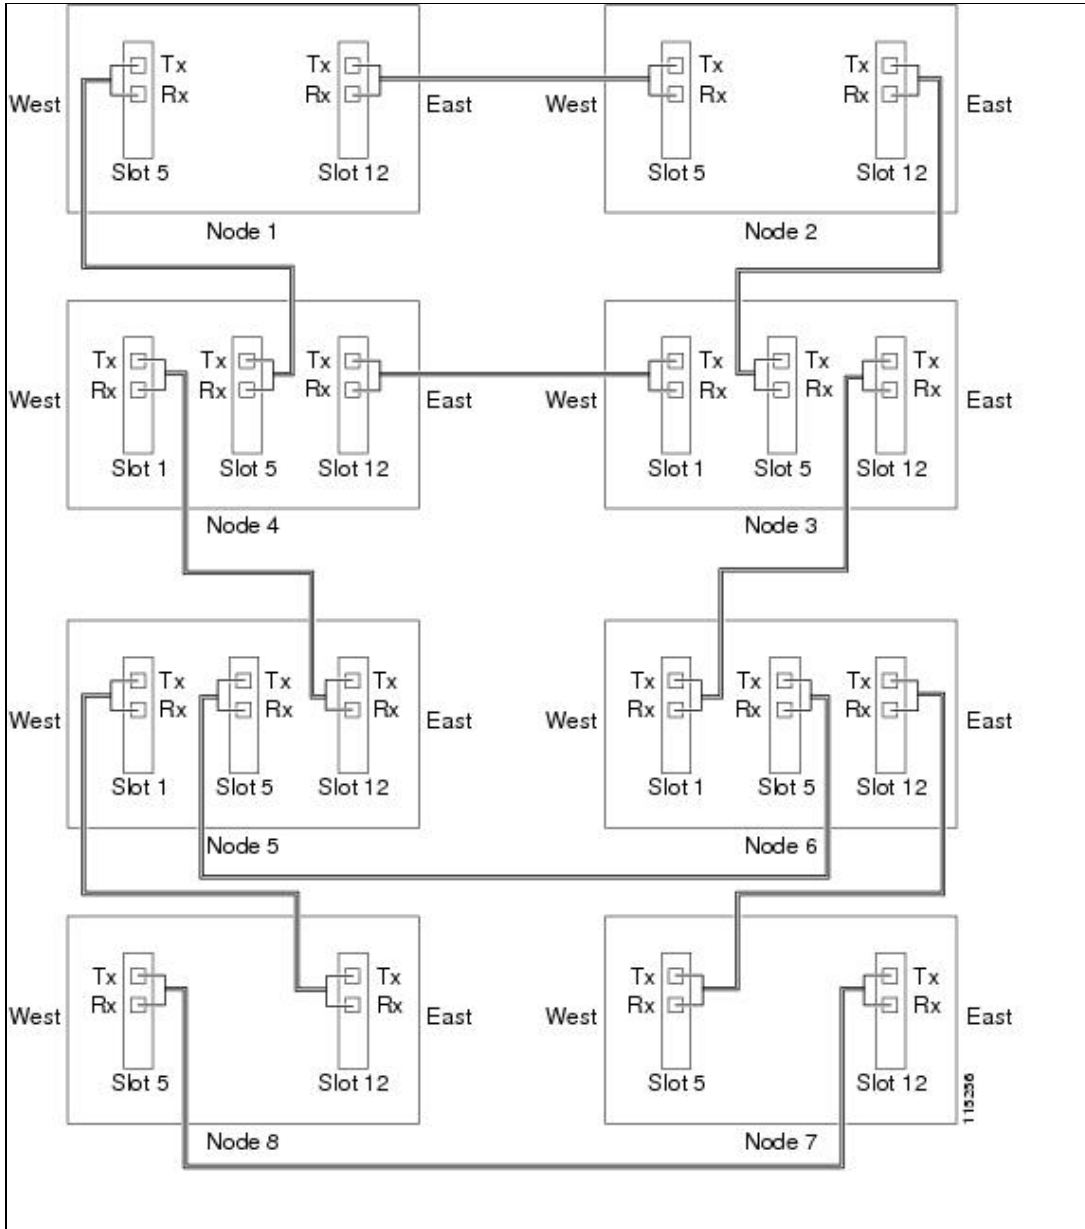 Tx Tx Tx Tx
Rx Rx Rx Rx
West East West East
Slot 5 Slot 12 Slot 5 Slot 12
Node 1 Node 2
Tx Tx Tx Tx Tx Tx
Rx Rx Rx Rx Rx Rx
West East West East
Slot 1 Slot 5 Slot 12 Slot 1 Slot 5 Slot 12
Node 4 Node 3
Tx Tx Tx Tx Tx Tx
Rx Rx Rx Rx Rx Rx
West East West East
Slot 1 Slot 5 Slot 12 Slot 1 Slot 5 Slot 12
Node 5 Node 6
Tx Tx Tx Tx
Rx Rx Rx Rx
West East West East
Slot 5 Slot 12 Slot 5 Slot 12
115256
Node 8 Node 7